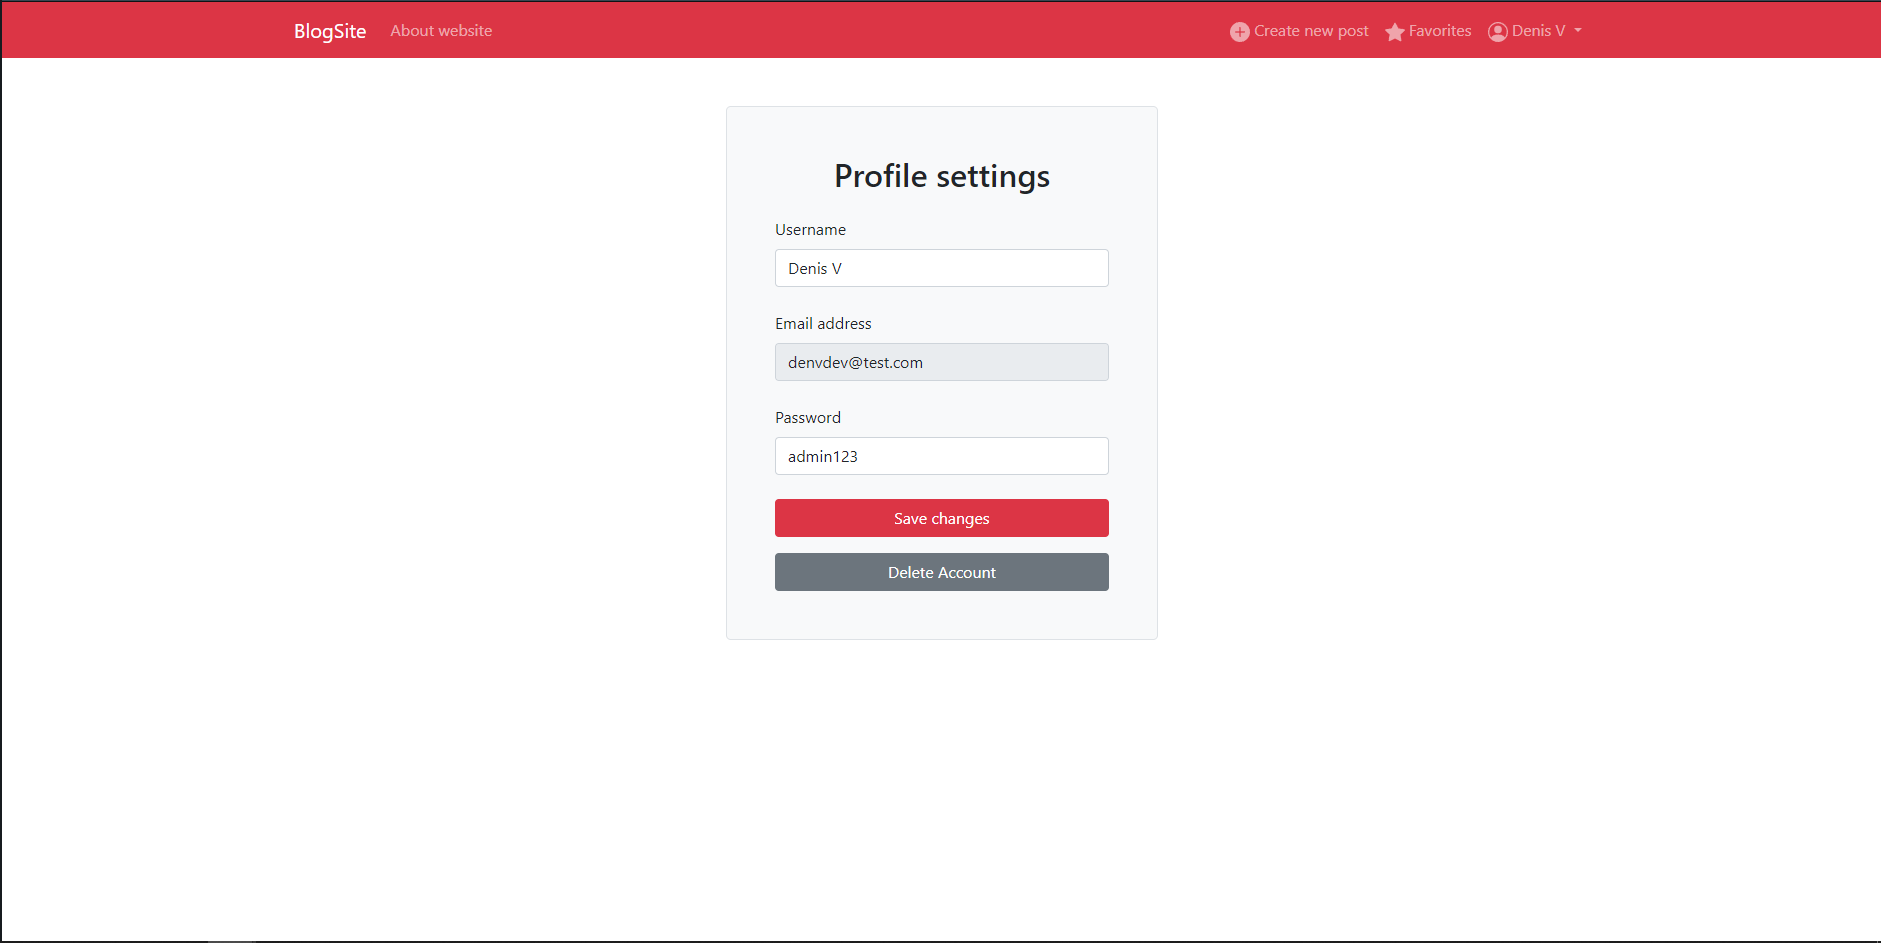 BlogSite About website Create new post Favorites Denis V
Profile settings
Username
Denis V
Email address
denvdev@test.com
Password
admin123
Save changes
Delete Account